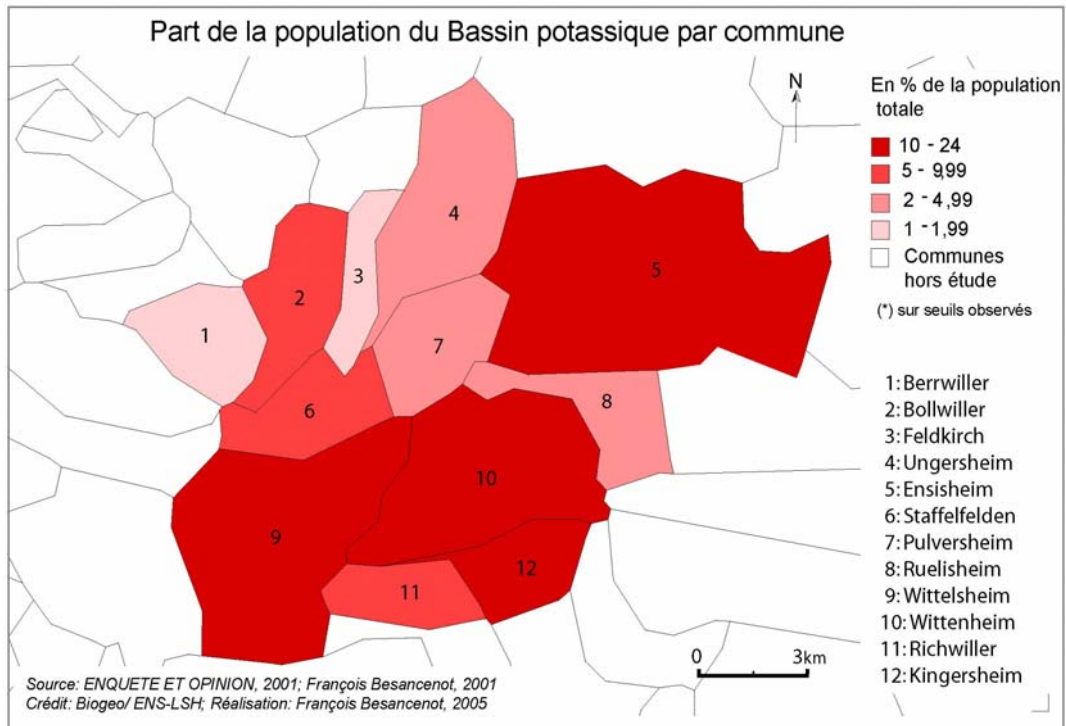 Part de la population du Bassin potassique par commune
N
En % de la population
totale
10 - 24
5 - 9,99
2 - 4,99
1 - 1,99
Communes
hors étude
(*) sur seuils observés
4
5
3
2
1
7
8
6
10
9
12
11
1: Berrwiller
2: Bollwiller
3: Feldkirch
4: Ungersheim
5: Ensisheim
6: Staffelfelden
7: Pulversheim
8: Ruelisheim
9: Wittelsheim
10: Wittenheim
11: Richwiller
12: Kingersheim
0 3km
Source: ENQUETE ET OPINION, 2001; François Besancenot, 2001
Crédit: Biogeo/ ENS-LSH; Réalisation: François Besancenot, 2005